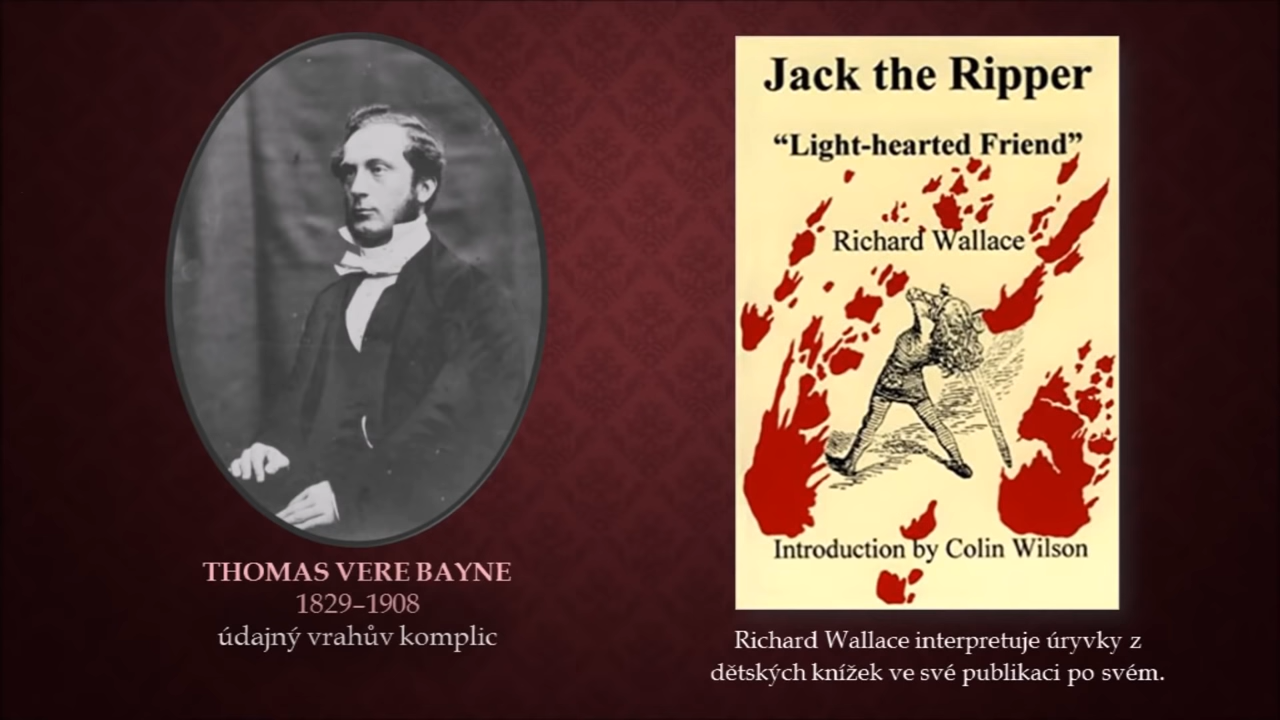 THOMAS VERE BAYNE
1829–1908
údajný vrahův komplic
Jack the Ripper
“Light-hearted Friend”
Richard Wallace
Introduction by Colin Wilson
Richard Wallace interpretuje úryvky z
dětských knížek ve své publikaci po svém.